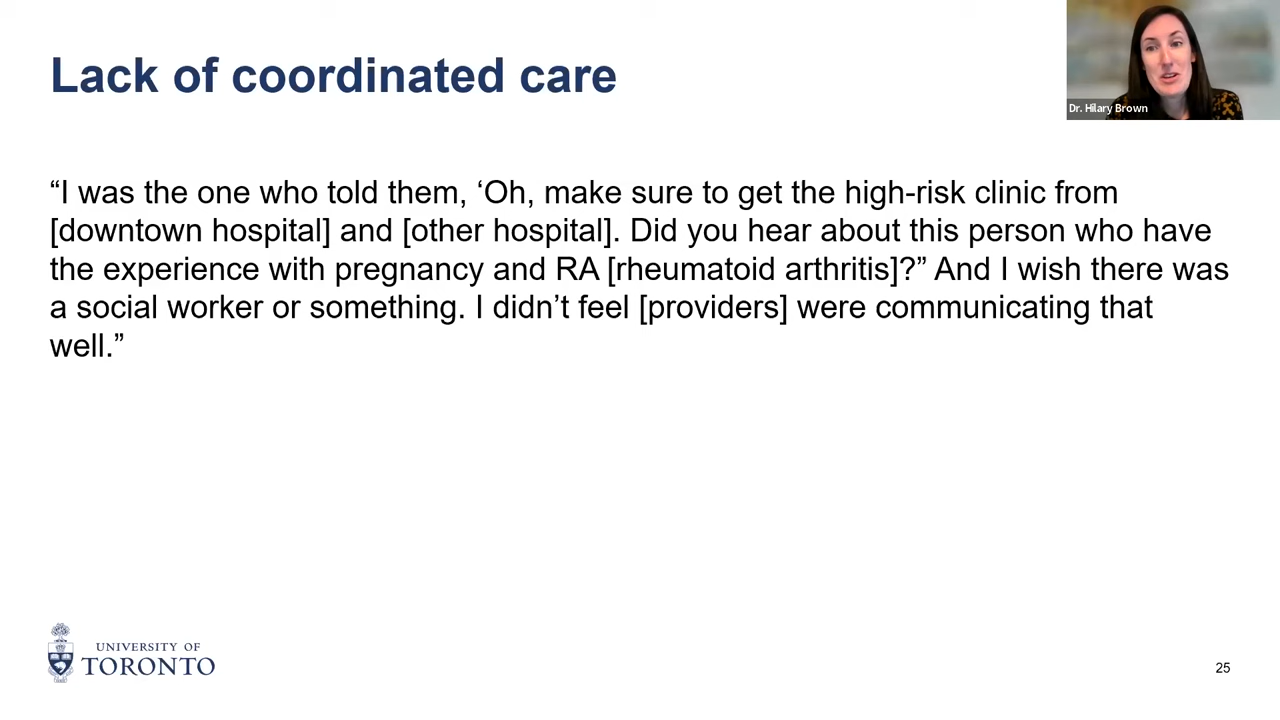 Lack of coordinated care
Dr. Hilary Brown
“I was the one who told them, ‘Oh, make sure to get the high-risk clinic from
[downtown hospital] and [other hospital]. Did you hear about this person who have
the experience with pregnancy and RA [rheumatoid arthritis]?” And I wish there was
a social worker or something. I didn’t feel [providers] were communicating that
well.”
UNIVERSITY OF
TORONTO
25